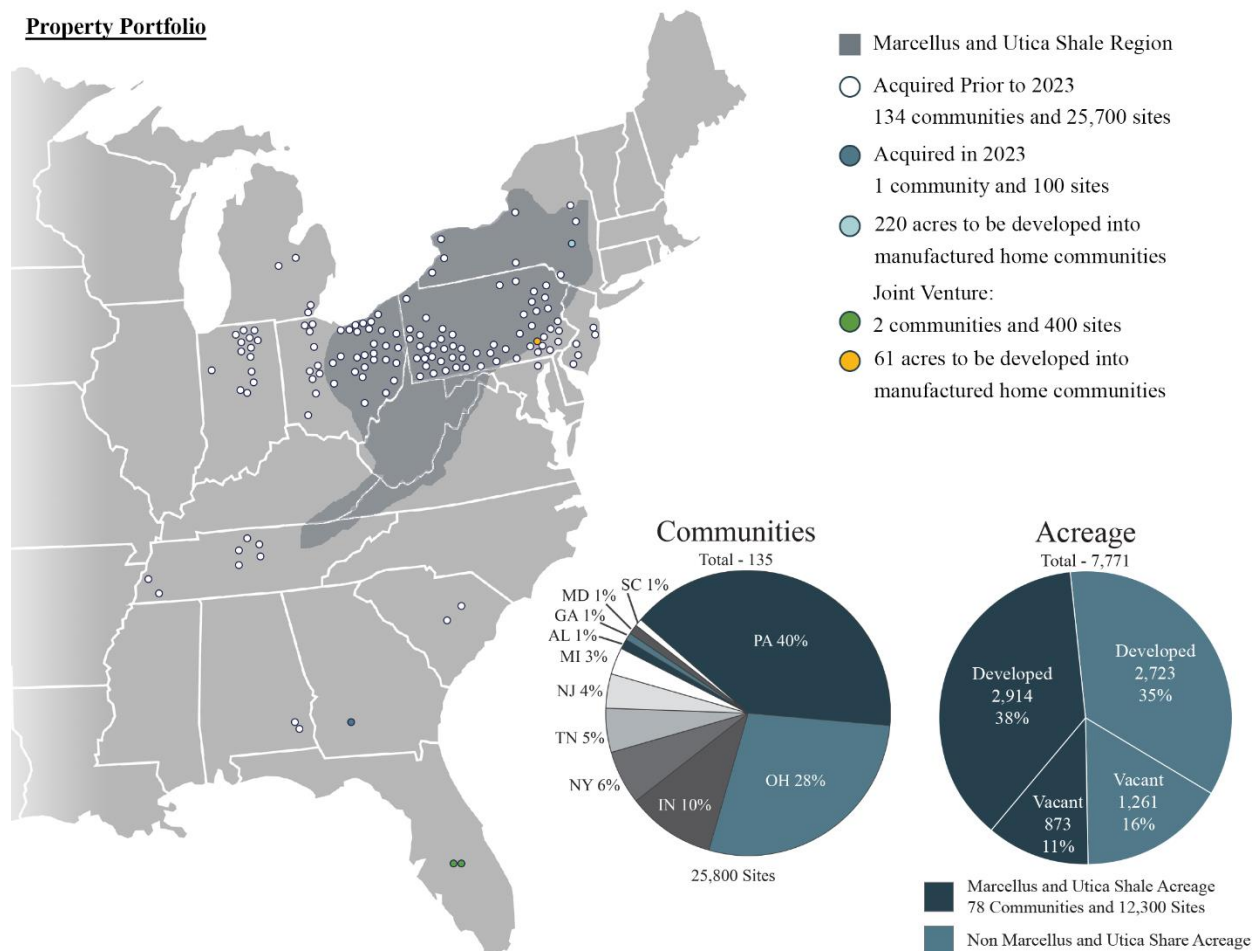 Property Portfolio
Marcellus and Utica Shale Region
Acquired Prior to 2023
134 communities and 25,700 sites
Acquired in 2023
1 community and 100 sites
220 acres to be developed into
manufactured home communities
Joint Venture:
2 communities and 400 sites
61 acres to be developed into
manufactured home communities
Communities
Total - 135
SC 1%
MD 1%
GA 1%
AL 1%
MI 3%
NJ 4%
TN 5%
NY 6%
IN 10%
OH 28%
PA 40%
25,800 Sites
Acreage
Total - 7,771
Developed
2,723
35%
Developed
2,914
38%
Vacant
1,261
16%
Vacant
873
11%
Marcellus and Utica Shale Acreage
78 Communities and 12,300 Sites
Non Marcellus and Utica Share Acreage